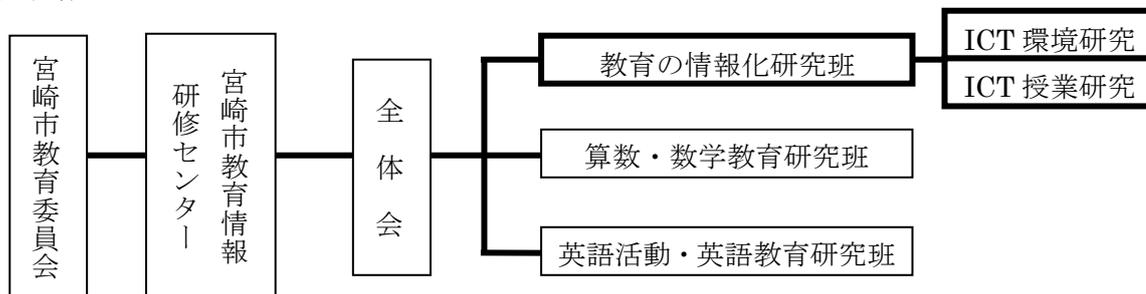 宮崎市教育委員会
宮崎市教育情報
研修センター
全体会
教育の情報化研究班
ICT 環境研究
ICT 授業研究
算数・数学教育研究班
英語活動・英語教育研究班